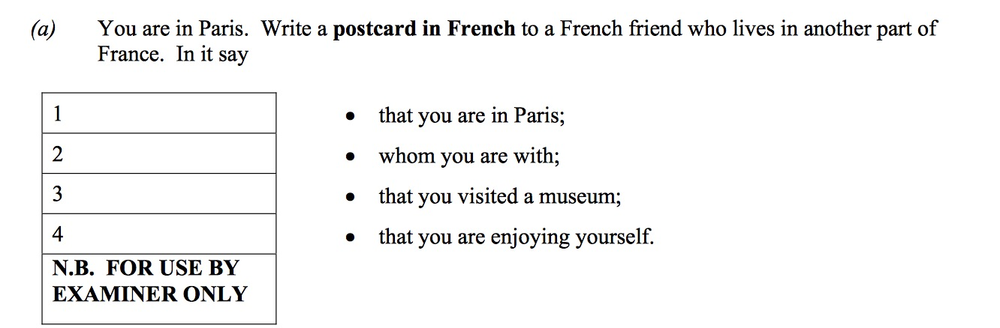 (a) You are in Paris. Write a postcard in French to a French friend who lives in another part of
France. In it say
1
2
3
4
N.B. FOR USE BY
EXAMINER ONLY
• that you are in Paris;
• whom you are with;
• that you visited a museum;
• that you are enjoying yourself.